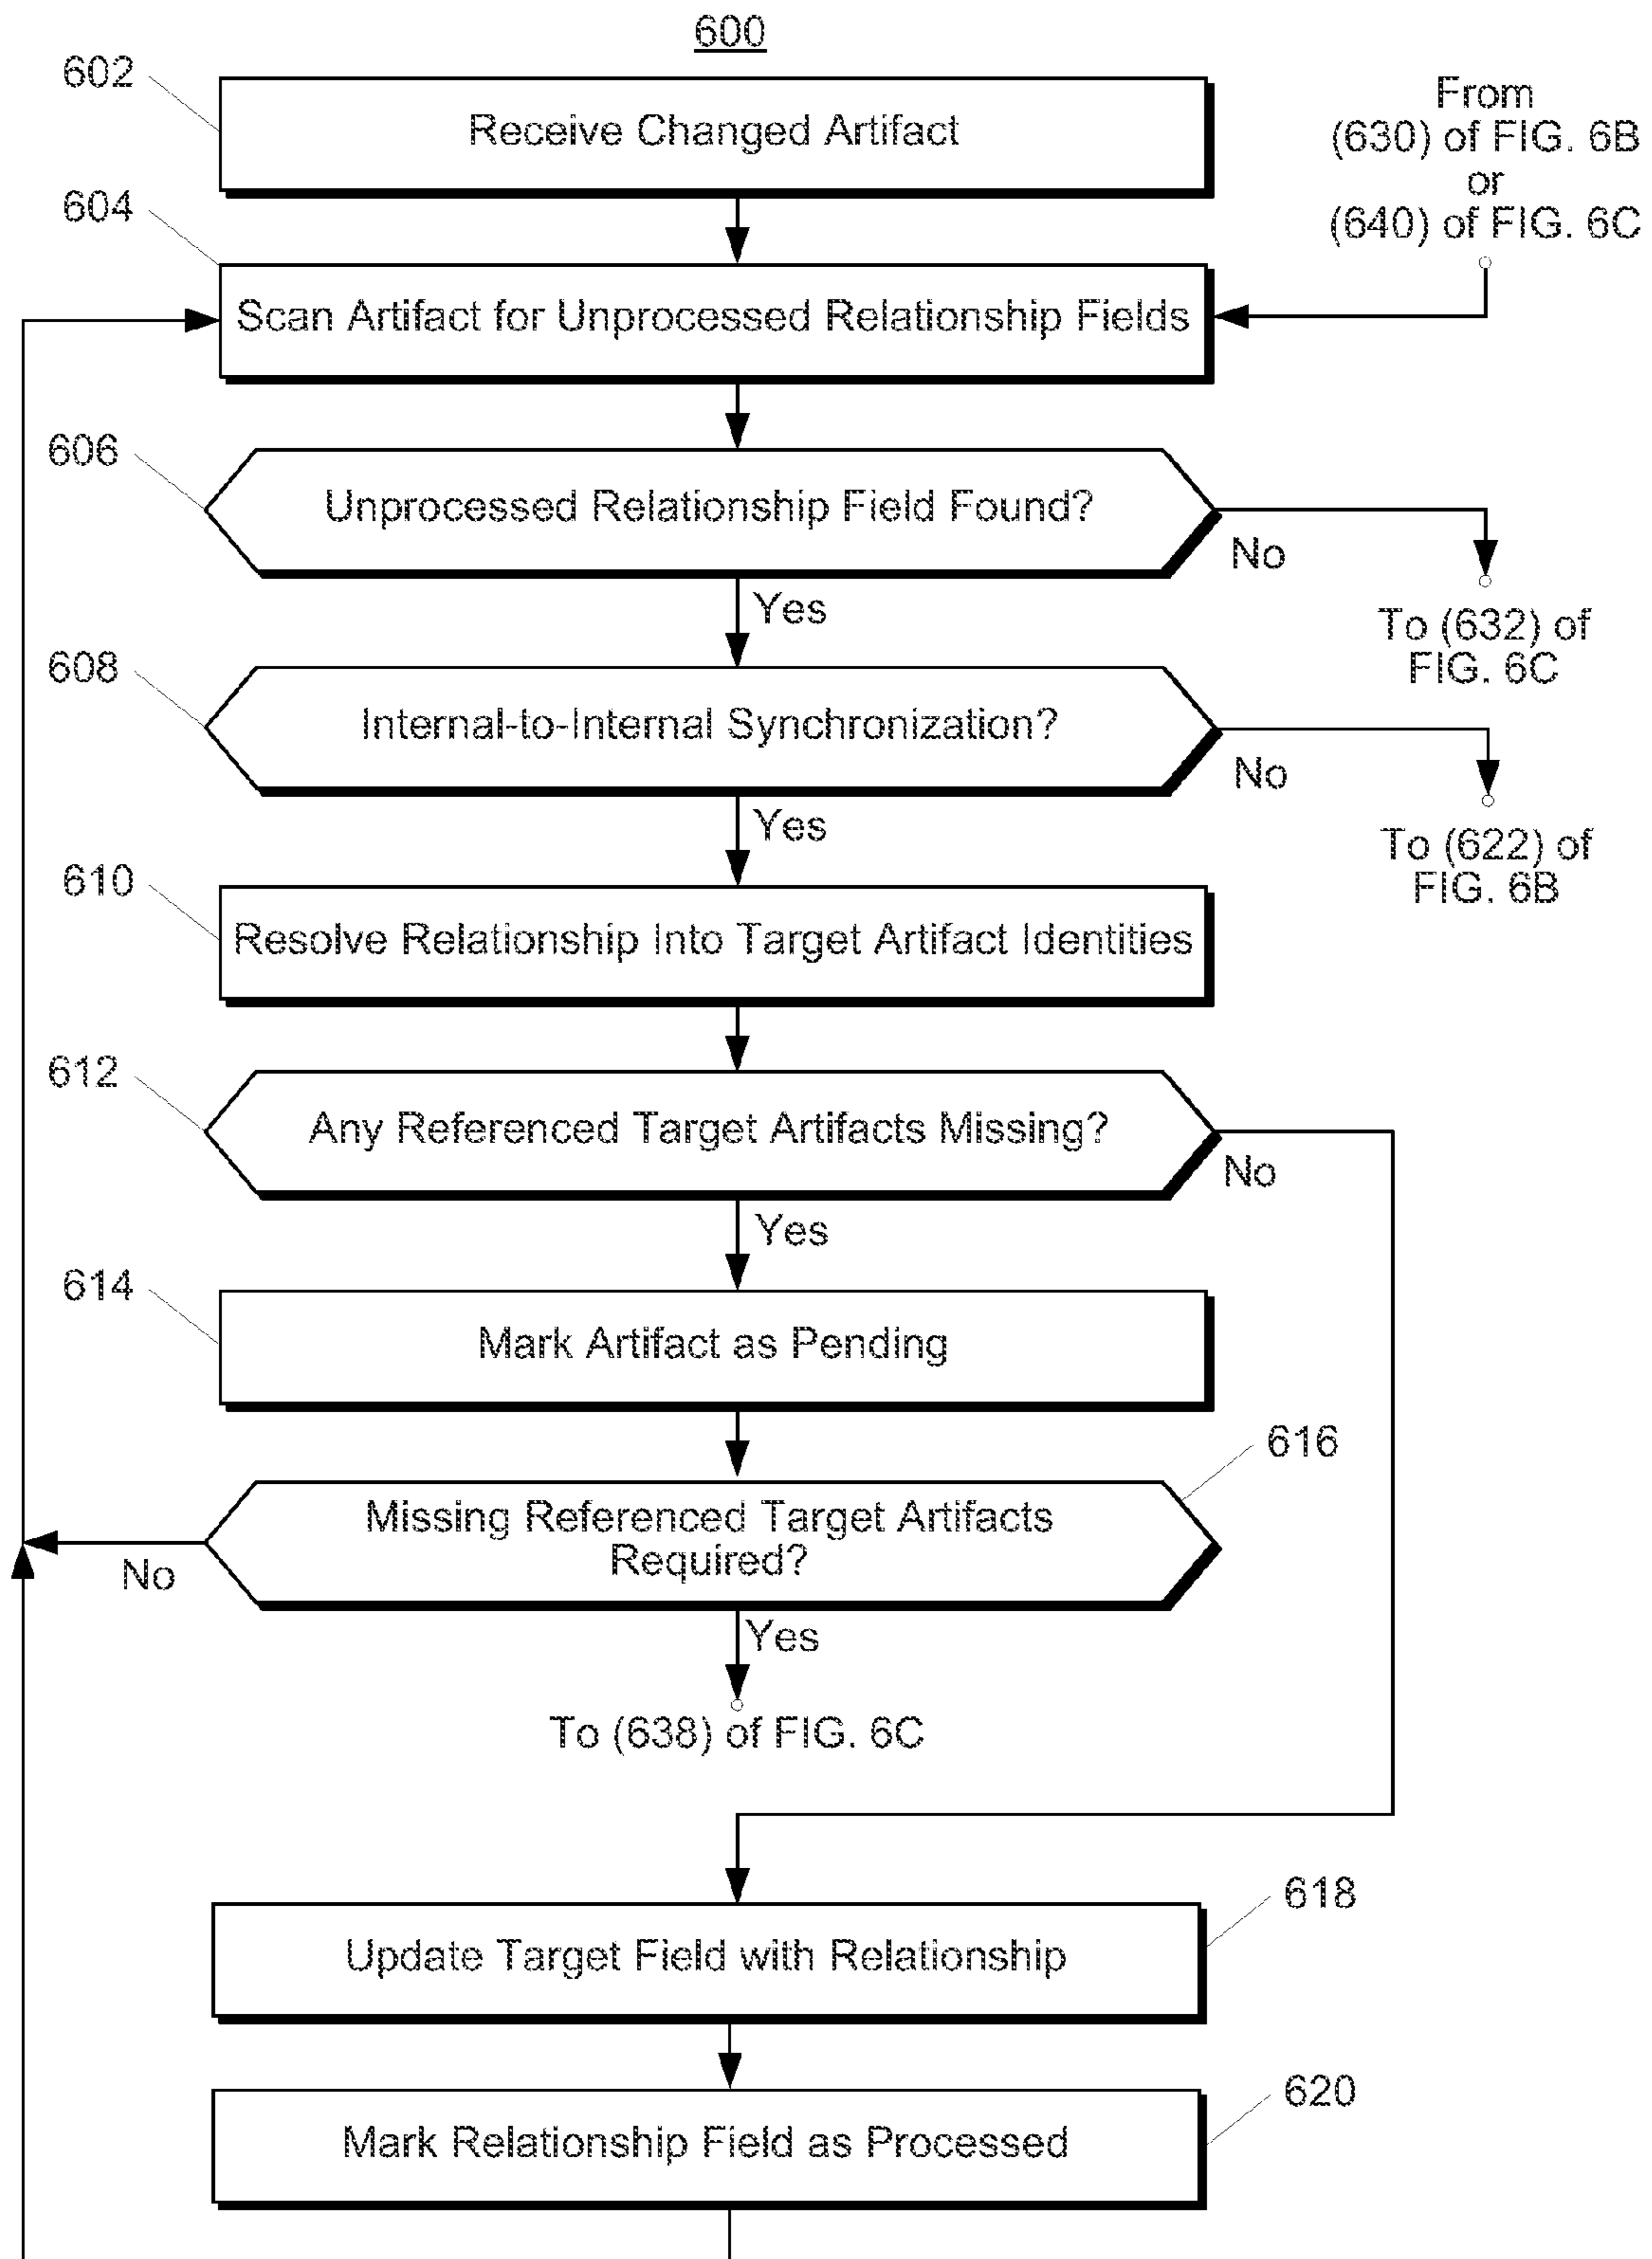 600
602
Receive Changed Artifact
From
(630) of FIG. 6B
or
(640) of FIG. 6C
604
Scan Artifact for Unprocessed Relationship Fields
606
Unprocessed Relationship Field Found?
No
To (632) of
FIG. 6C
Yes
608
Internal-to-Internal Synchronization?
No
To (622) of
FIG. 6B
Yes
610
Resolve Relationship Into Target Artifact Identities
612
Any Referenced Target Artifacts Missing?
No
Yes
614
Mark Artifact as Pending
616
Missing Referenced Target Artifacts
Required?
No
Yes
To (638) of FIG. 6C
618
Update Target Field with Relationship
620
Mark Relationship Field as Processed